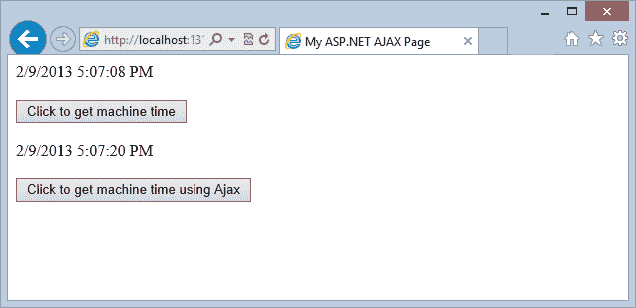 http://localhost:131
My ASP.NET AJAX Page
2/9/2013 5:07:08 PM
Click to get machine time
2/9/2013 5:07:20 PM
Click to get machine time using Ajax